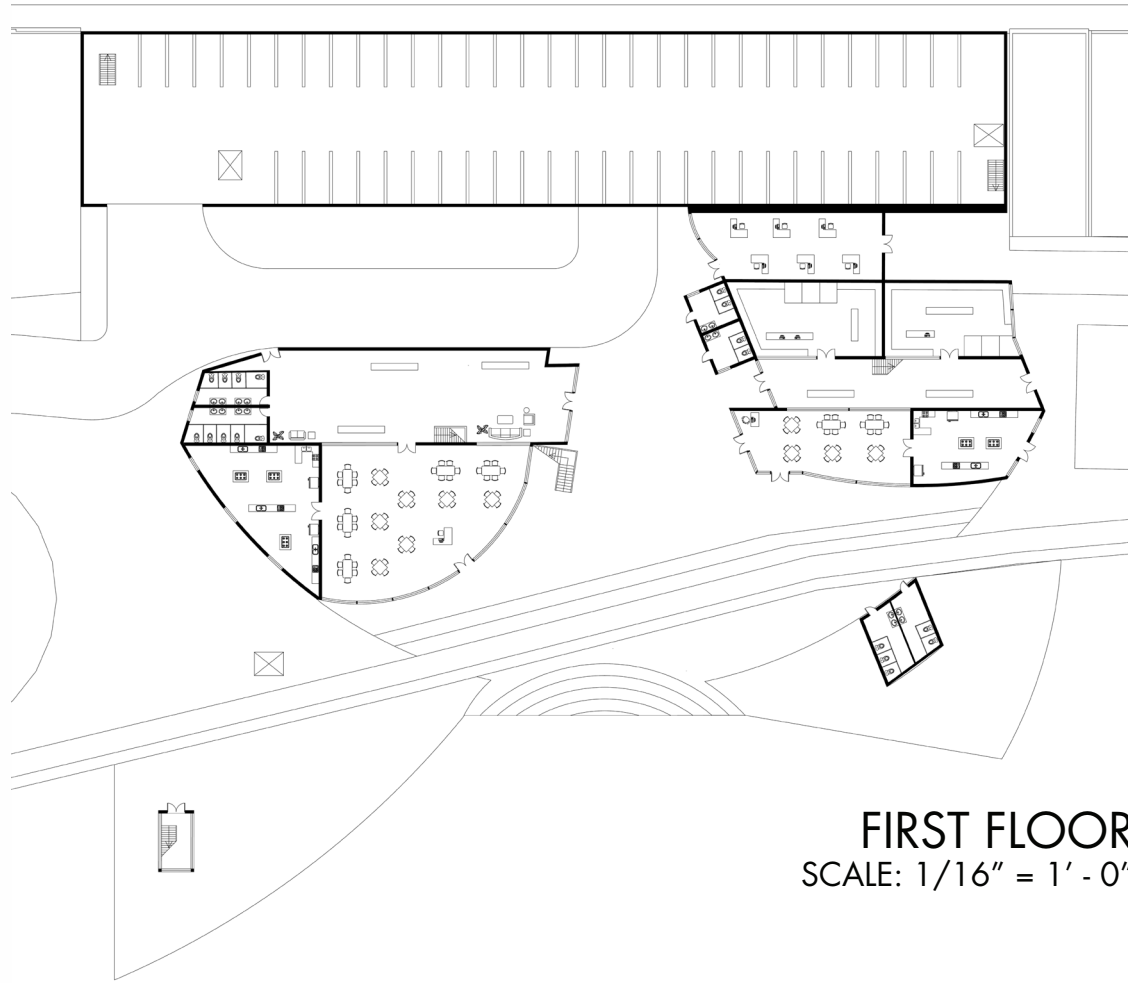 FIRST FLOOR
SCALE: 1/16” = 1’ - 0”